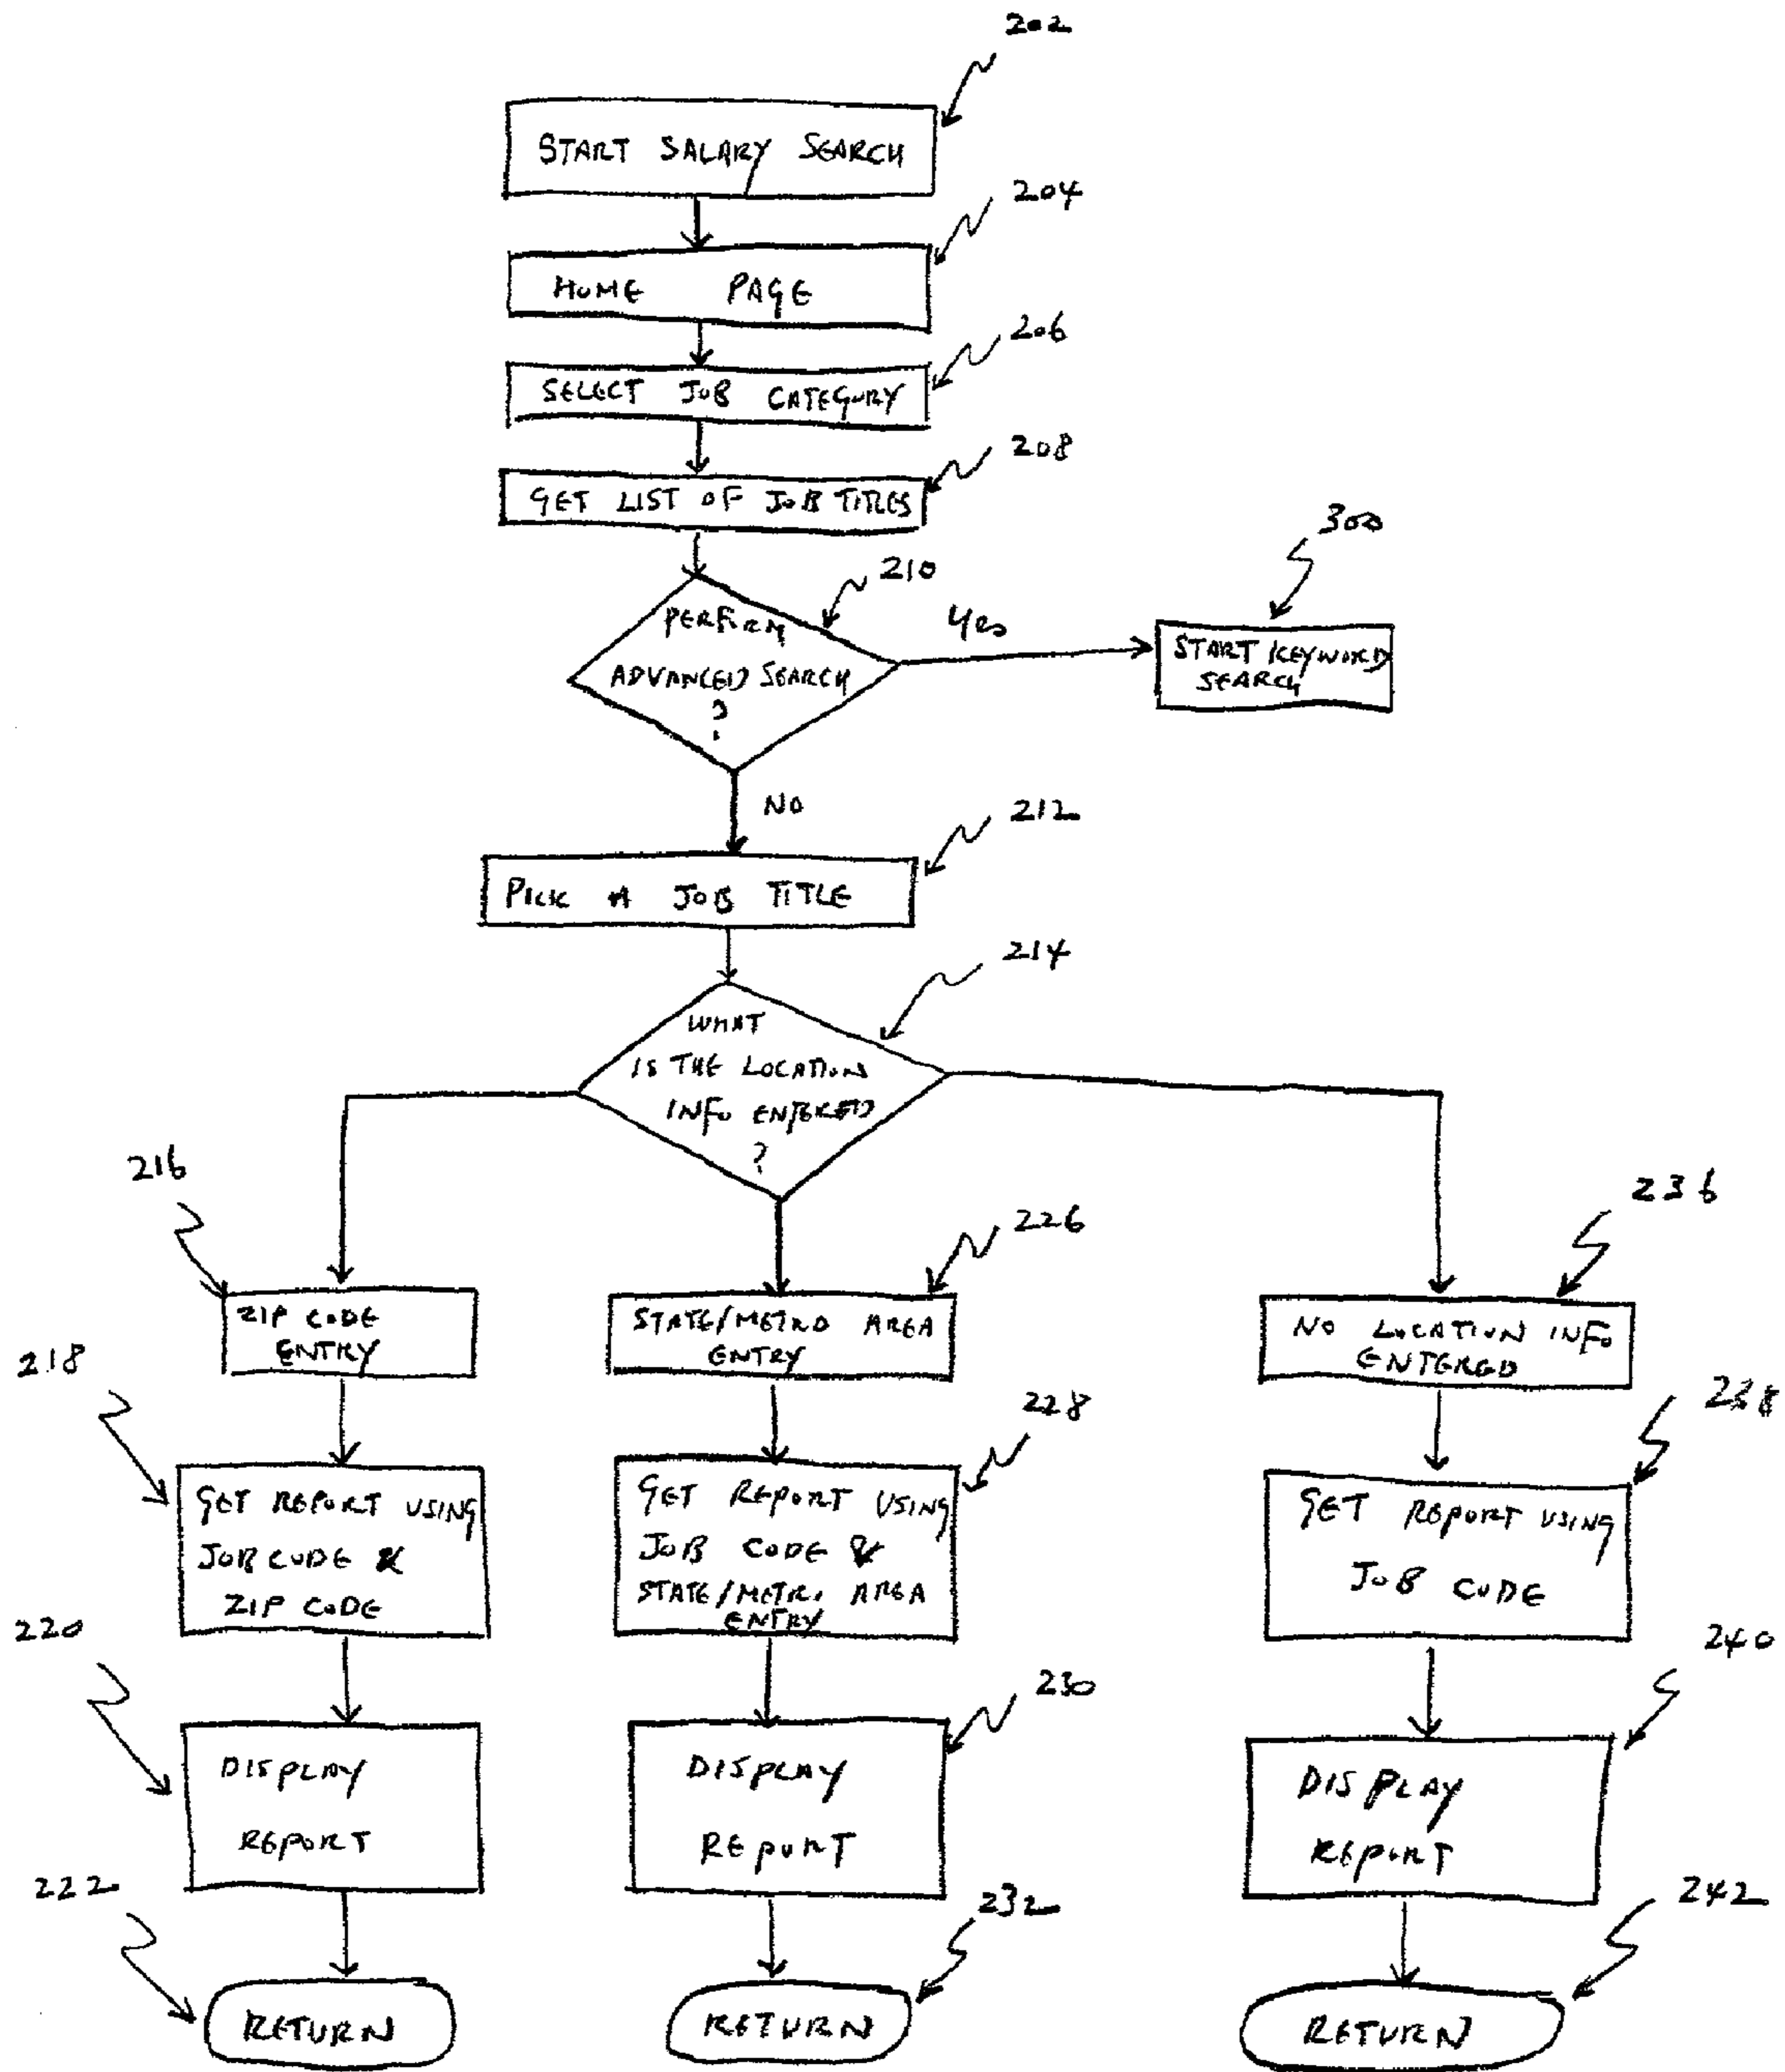 202
START SALARY SEARCH
204
HOME PAGE
206
SELECT JOB CATEGORY
208
GET LIST OF JOB TITLES
300
210
PERFORM
ADVANCED SEARCH
?
Yes
START KEYWORD
SEARCH
NO
212
PICK A JOB TITLE
214
WHAT
IS THE LOCATION
INFO ENTERED
?
216
226
236
ZIP CODE
ENTRY
STATE/METRO AREA
ENTRY
NO LOCATION INFO
ENTERED
218
228
238
GET REPORT USING
JOB CODE &
ZIP CODE
GET REPORT USING
JOB CODE &
STATE/METRO AREA
ENTRY
GET REPORT USING
JOB CODE
220
230
240
DISPLAY
REPORT
DISPLAY
REPORT
DISPLAY
REPORT
222
232
242
RETURN
RETURN
RETURN